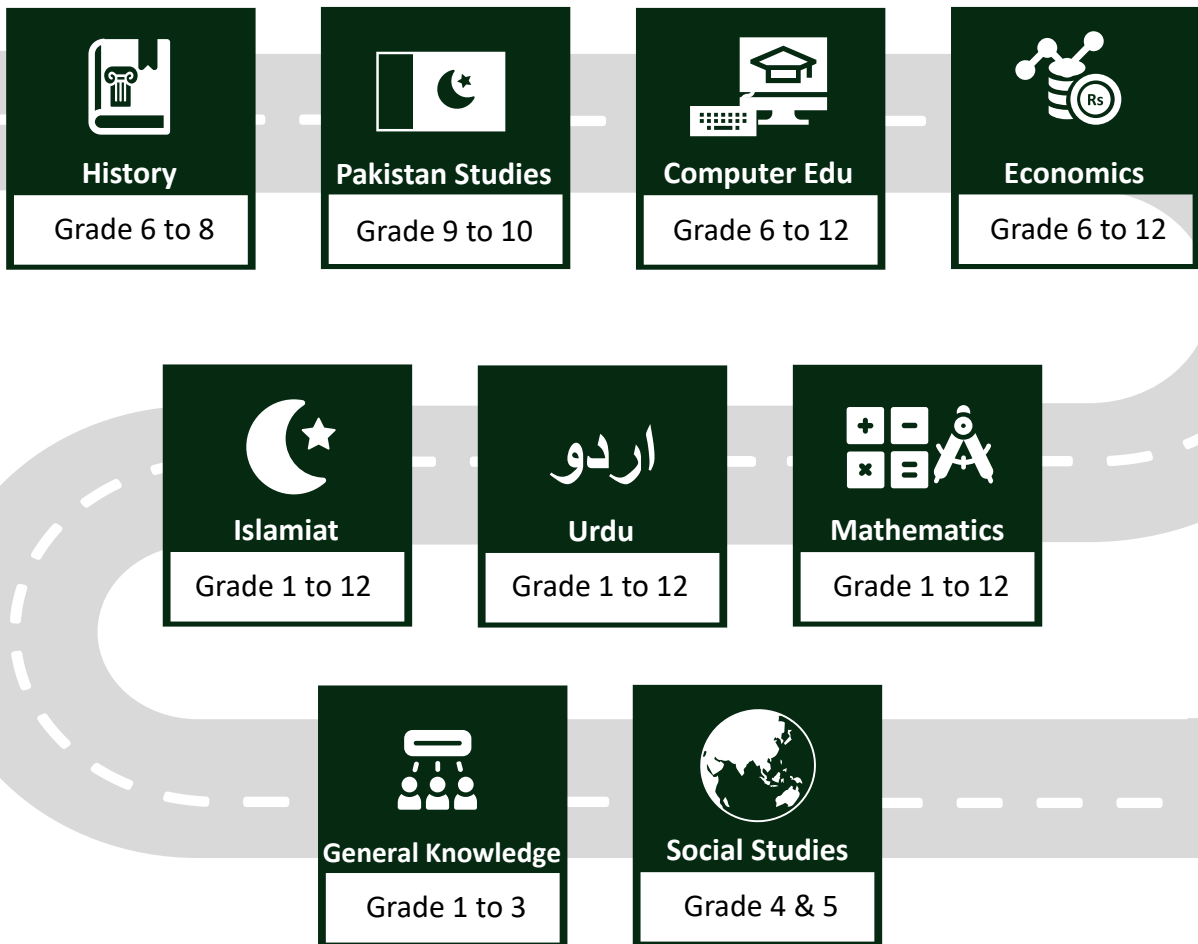 Rs
History
Grade 6 to 8
Pakistan Studies
Grade 9 to 10
Computer Edu
Grade 6 to 12
Economics
Grade 6 to 12
Islamiat
Grade 1 to 12
اردو
Urdu
Grade 1 to 12
Mathematics
Grade 1 to 12
General Knowledge
Grade 1 to 3
Social Studies
Grade 4 & 5